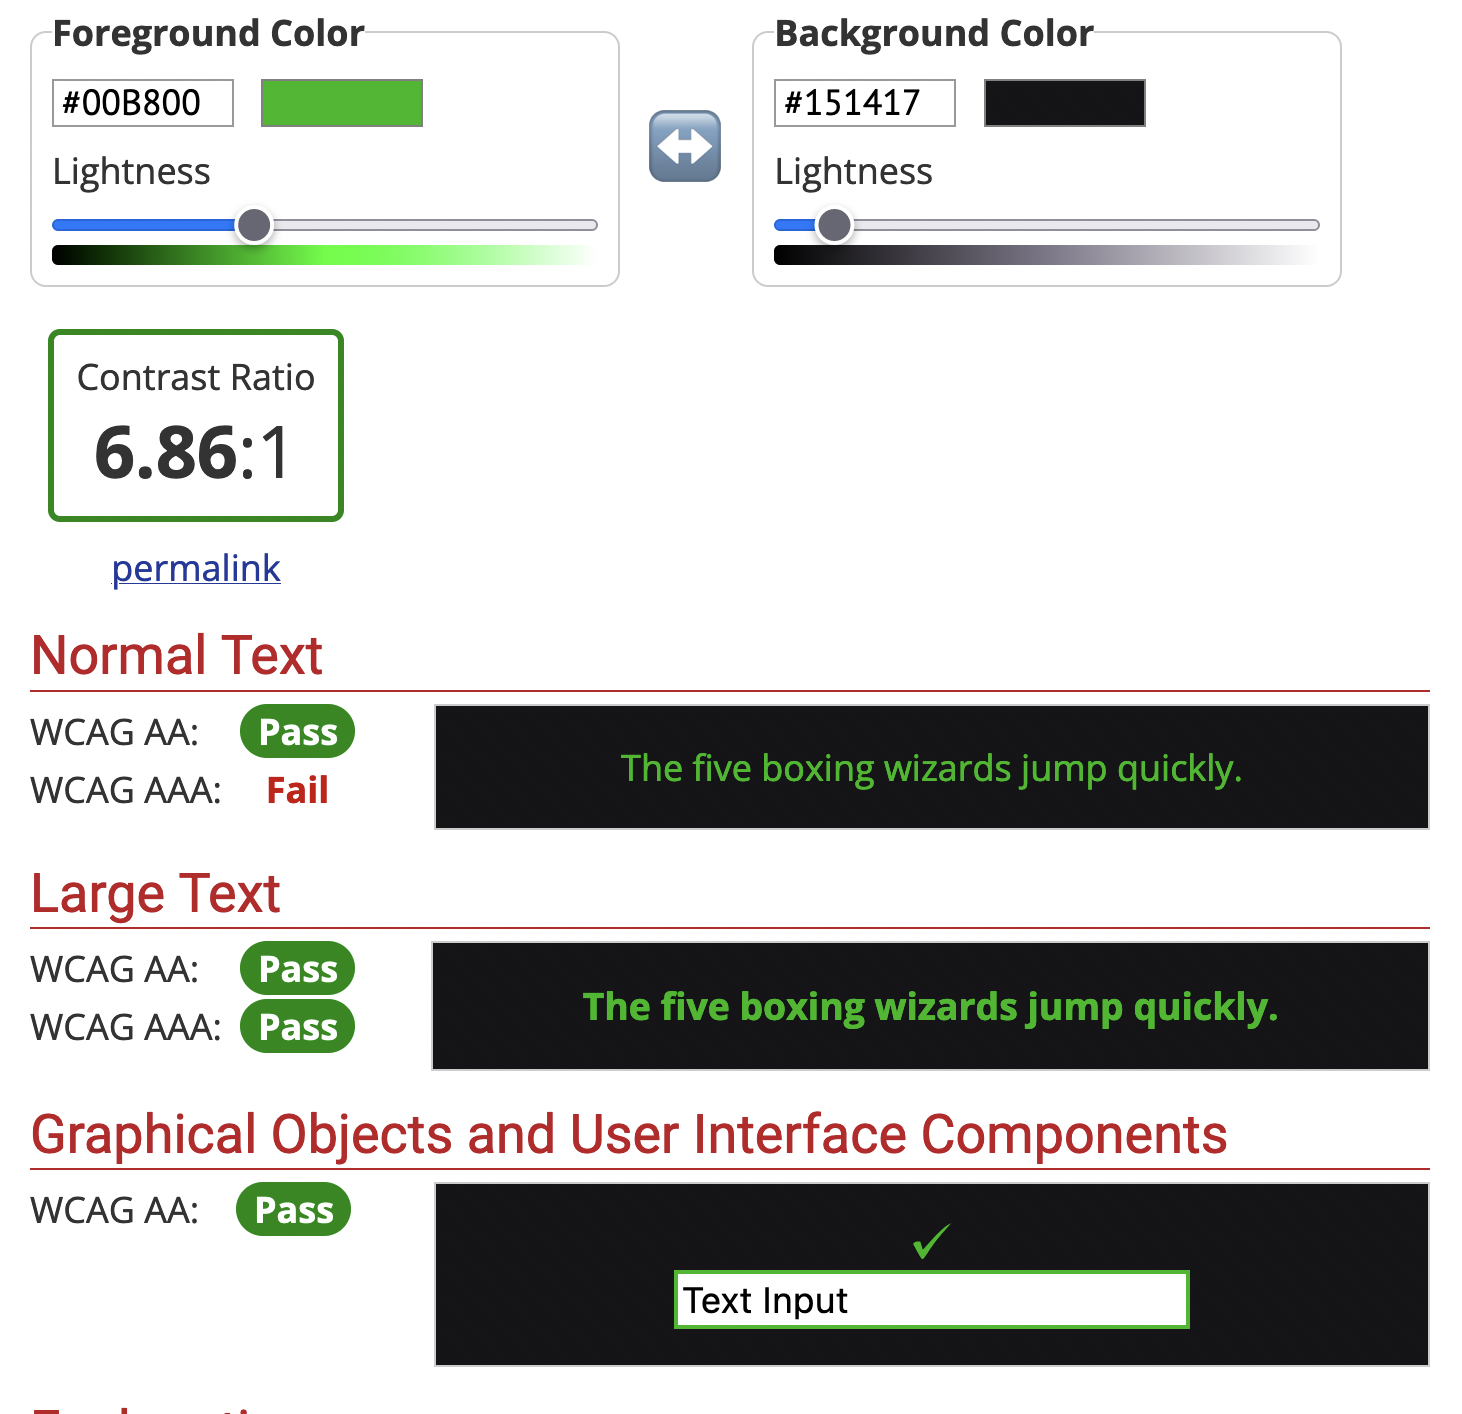 Foreground Color
#00B800
Lightness
Background Color
#151417
Lightness
Contrast Ratio
6.86:1
permalink
Normal Text
WCAG AA: Pass
WCAG AAA: Fail
The five boxing wizards jump quickly.
Large Text
WCAG AA: Pass
WCAG AAA: Pass
The five boxing wizards jump quickly.
Graphical Objects and User Interface Components
WCAG AA: Pass
✓
Text Input